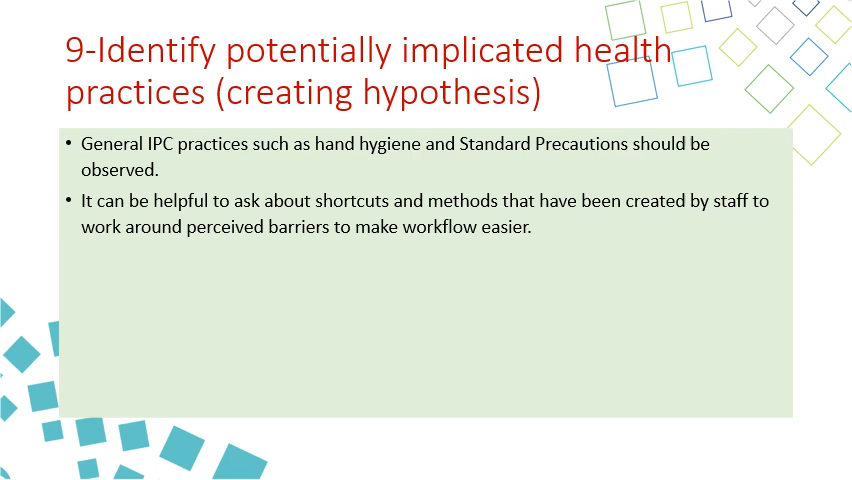 9-Identify potentially implicated health
practices (creating hypothesis)
• General IPC practices such as hand hygiene and Standard Precautions should be
observed.
• It can be helpful to ask about shortcuts and methods that have been created by staff to
work around perceived barriers to make workflow easier.